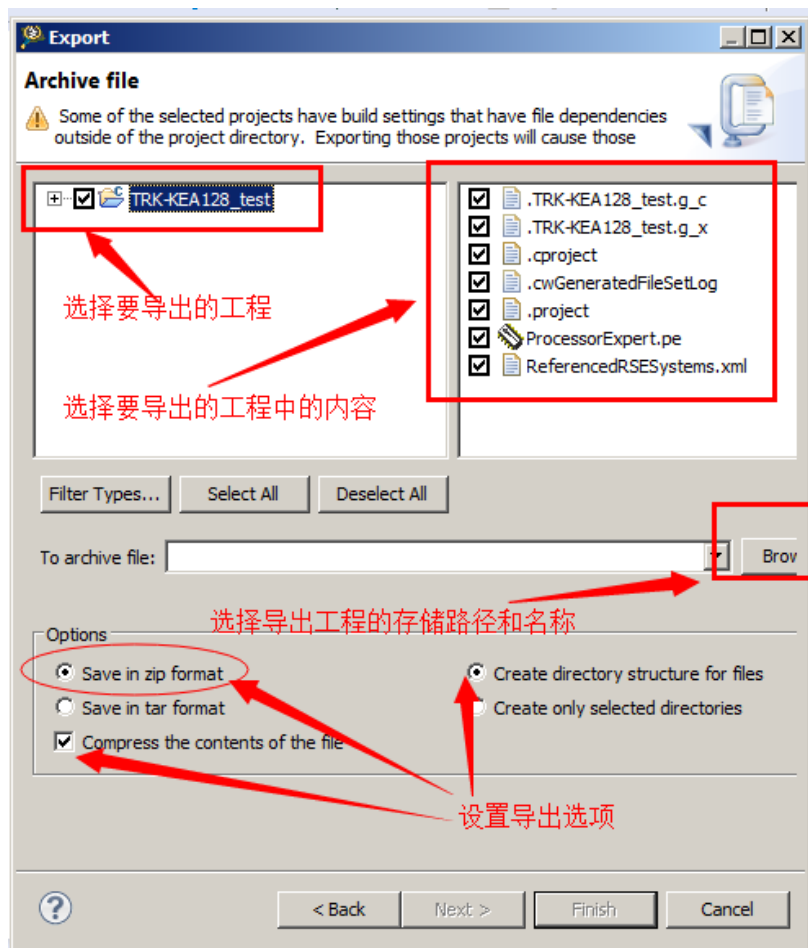 Export
Archive file
Some of the selected projects have build settings that have file dependencies
outside of the project directory. Exporting those projects will cause those
TRK-KEA128_test
.TRK-KEA128_test.g_c
.TRK-KEA128_test.g_x
.cproject
.cwGeneratedFileSetLog
.project
ProcessorExpert.pe
ReferencedRSESystems.xml
选择要导出的工程
选择要导出的工程中的内容
Filter Types...
Select All
Deselect All
To archive file:
Brow
选择导出工程的存储路径和名称
Options
Save in zip format
Create directory structure for files
Save in tar format
Create only selected directories
Compress the contents of the file
设置导出选项
< Back
Next >
Finish
Cancel